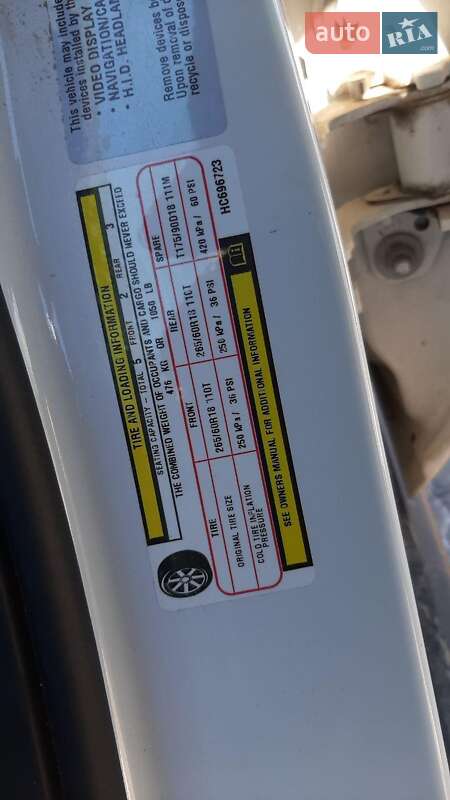 auto RIA .com
This vehicle may include
devices installed by the
• VIDEO DISPLAY
• NAVIGATION/CA
• H.I.D. HEADLA
Remove devices b
Upon removal of d
recycle or dispos
TIRE AND LOADING INFORMATION
SEATING CAPACITY – TOTAL 5 FRONT 2 REAR 3
THE COMBINED WEIGHT OF OCCUPANTS AND CARGO SHOULD NEVER EXCEED
476 KG OR 1050 LB
TIRE FRONT REAR SPARE
ORIGINAL TIRE SIZE 265/60R18 110T 265/60R18 110T T175/90D18 111M
COLD TIRE INFLATION PRESSURE 250 kPa / 36 PSI 250 kPa / 36 PSI 420 kPa / 60 PSI
SEE OWNERS MANUAL FOR ADDITIONAL INFORMATION
HC696723